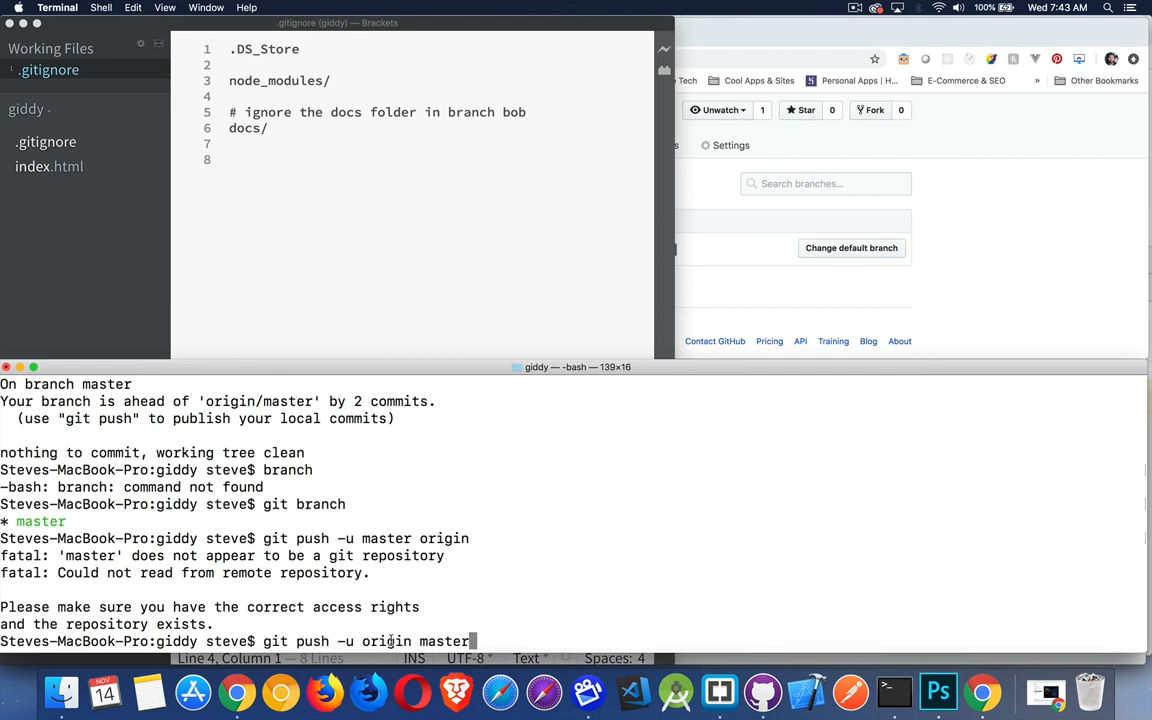 Terminal Shell Edit View Window Help 100% Wed 7:43 AM
.gitignore (giddy) — Brackets
Working Files
.gitignore
giddy
.gitignore
index.html
1 .DS_Store
2
3 node_modules/
4
5 # ignore the docs folder in branch bob
6 docs/
7
8
Tech Cool Apps & Sites Personal Apps | H... E-Commerce & SEO » Other Bookmarks
Unwatch 1 Star 0 Fork 0
s Settings
Search branches...
Change default branch
Contact GitHub Pricing API Training Blog About
giddy — -bash — 139×16
On branch master
Your branch is ahead of 'origin/master' by 2 commits.
(use "git push" to publish your local commits)
nothing to commit, working tree clean
Steves-MacBook-Pro:giddy steve$ branch
-bash: branch: command not found
Steves-MacBook-Pro:giddy steve$ git branch
* master
Steves-MacBook-Pro:giddy steve$ git push -u master origin
fatal: 'master' does not appear to be a git repository
fatal: Could not read from remote repository.
Please make sure you have the correct access rights
and the repository exists.
Steves-MacBook-Pro:giddy steve$ git push -u origin master
Line 4, Column 1 — 8 Lines INS UTF-8 Text Spaces: 4
NOV
14
Ps